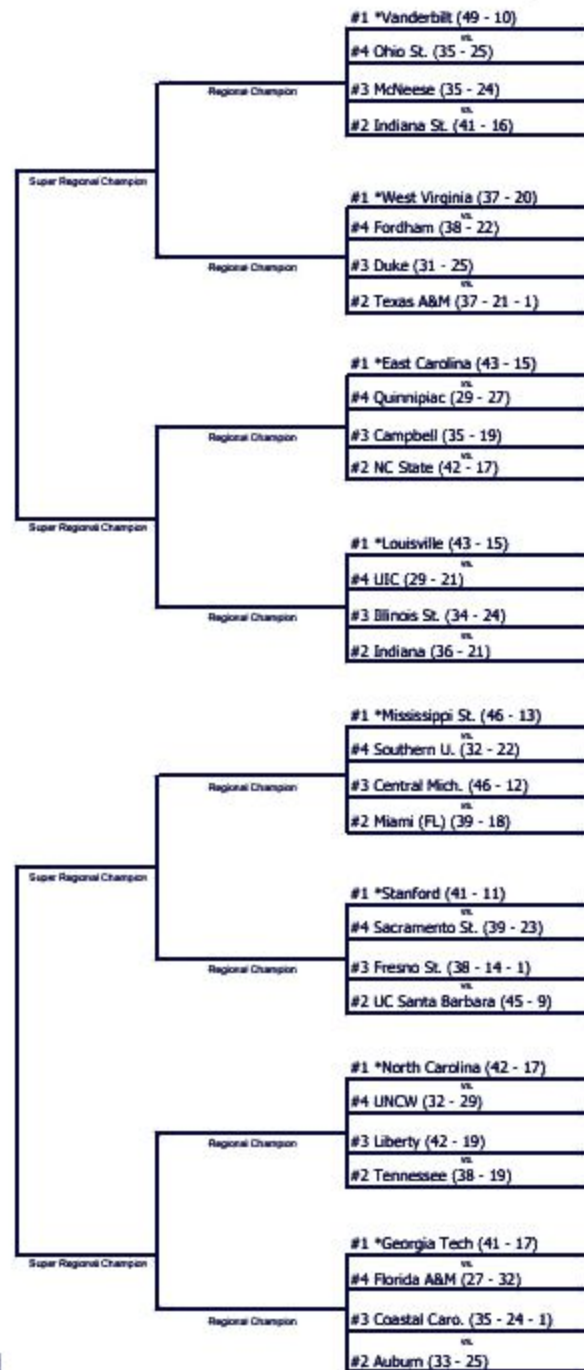 #1 *Vanderbilt (49 - 10)
vs.
#4 Ohio St. (35 - 25)
Regional Champion
#3 McNeese (35 - 24)
vs.
#2 Indiana St. (41 - 16)
Super Regional Champion
#1 *West Virginia (37 - 20)
vs.
#4 Fordham (38 - 22)
Regional Champion
#3 Duke (31 - 25)
vs.
#2 Texas A&M (37 - 21 - 1)
#1 *East Carolina (43 - 15)
vs.
#4 Quinnipiac (29 - 27)
Regional Champion
#3 Campbell (35 - 19)
vs.
#2 NC State (42 - 17)
Super Regional Champion
#1 *Louisville (43 - 15)
vs.
#4 UIC (29 - 21)
Regional Champion
#3 Illinois St. (34 - 24)
vs.
#2 Indiana (36 - 21)
#1 *Mississippi St. (46 - 13)
vs.
#4 Southern U. (32 - 22)
Regional Champion
#3 Central Mich. (46 - 12)
vs.
#2 Miami (FL) (39 - 18)
Super Regional Champion
#1 *Stanford (41 - 11)
vs.
#4 Sacramento St. (39 - 23)
Regional Champion
#3 Fresno St. (38 - 14 - 1)
vs.
#2 UC Santa Barbara (45 - 9)
#1 *North Carolina (42 - 17)
vs.
#4 UNCW (32 - 29)
Regional Champion
#3 Liberty (42 - 19)
vs.
#2 Tennessee (38 - 19)
Super Regional Champion
#1 *Georgia Tech (41 - 17)
vs.
#4 Florida A&M (27 - 32)
Regional Champion
#3 Coastal Caro. (35 - 24 - 1)
vs.
#2 Auburn (33 - 25)